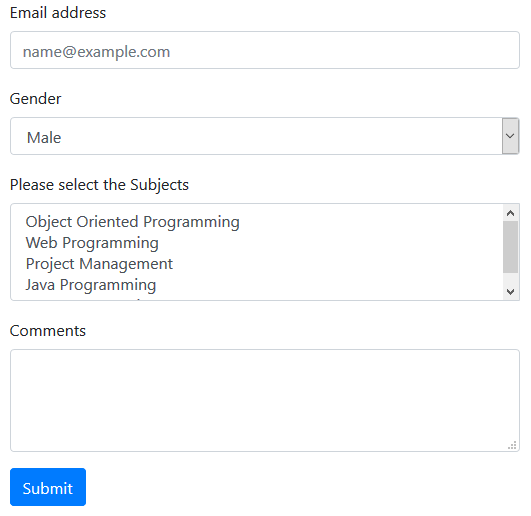 Email address
name@example.com
Gender
Male
Please select the Subjects
Object Oriented Programming
Web Programming
Project Management
Java Programming
Comments
Submit